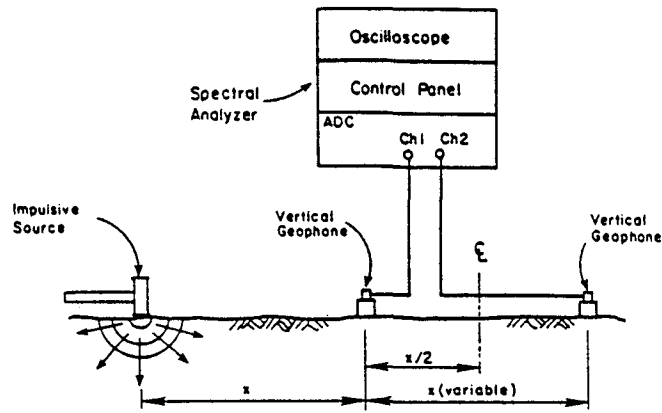 Oscilloscope
Control Panel
Spectral
Analyzer
ADC
Ch1 Ch2
Impulsive
Source
Vertical
Geophone
Vertical
Geophone
℄
x/2
x
x (variable)